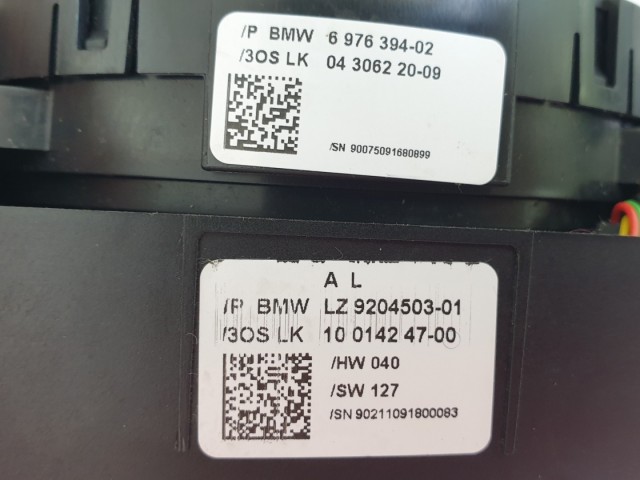 /P BMW 6 976 394-02
/3OS LK 04 3062 20-09
/SN 90075091680899
A L
/P BMW LZ 9204503-01
/3OS LK 10 0142 47-00
/HW 040
/SW 127
/SN 90211091800083